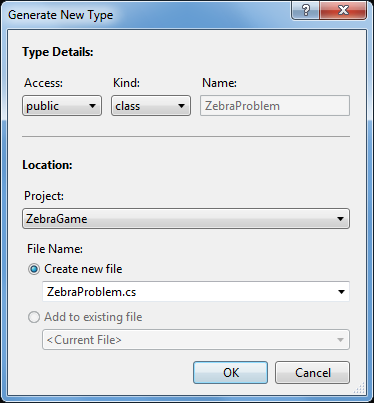 Generate New Type
Type Details:
Access: Kind: Name:
public class ZebraProblem
Location:
Project:
ZebraGame
File Name:
Create new file
ZebraProblem.cs
Add to existing file
<Current File>
OK Cancel